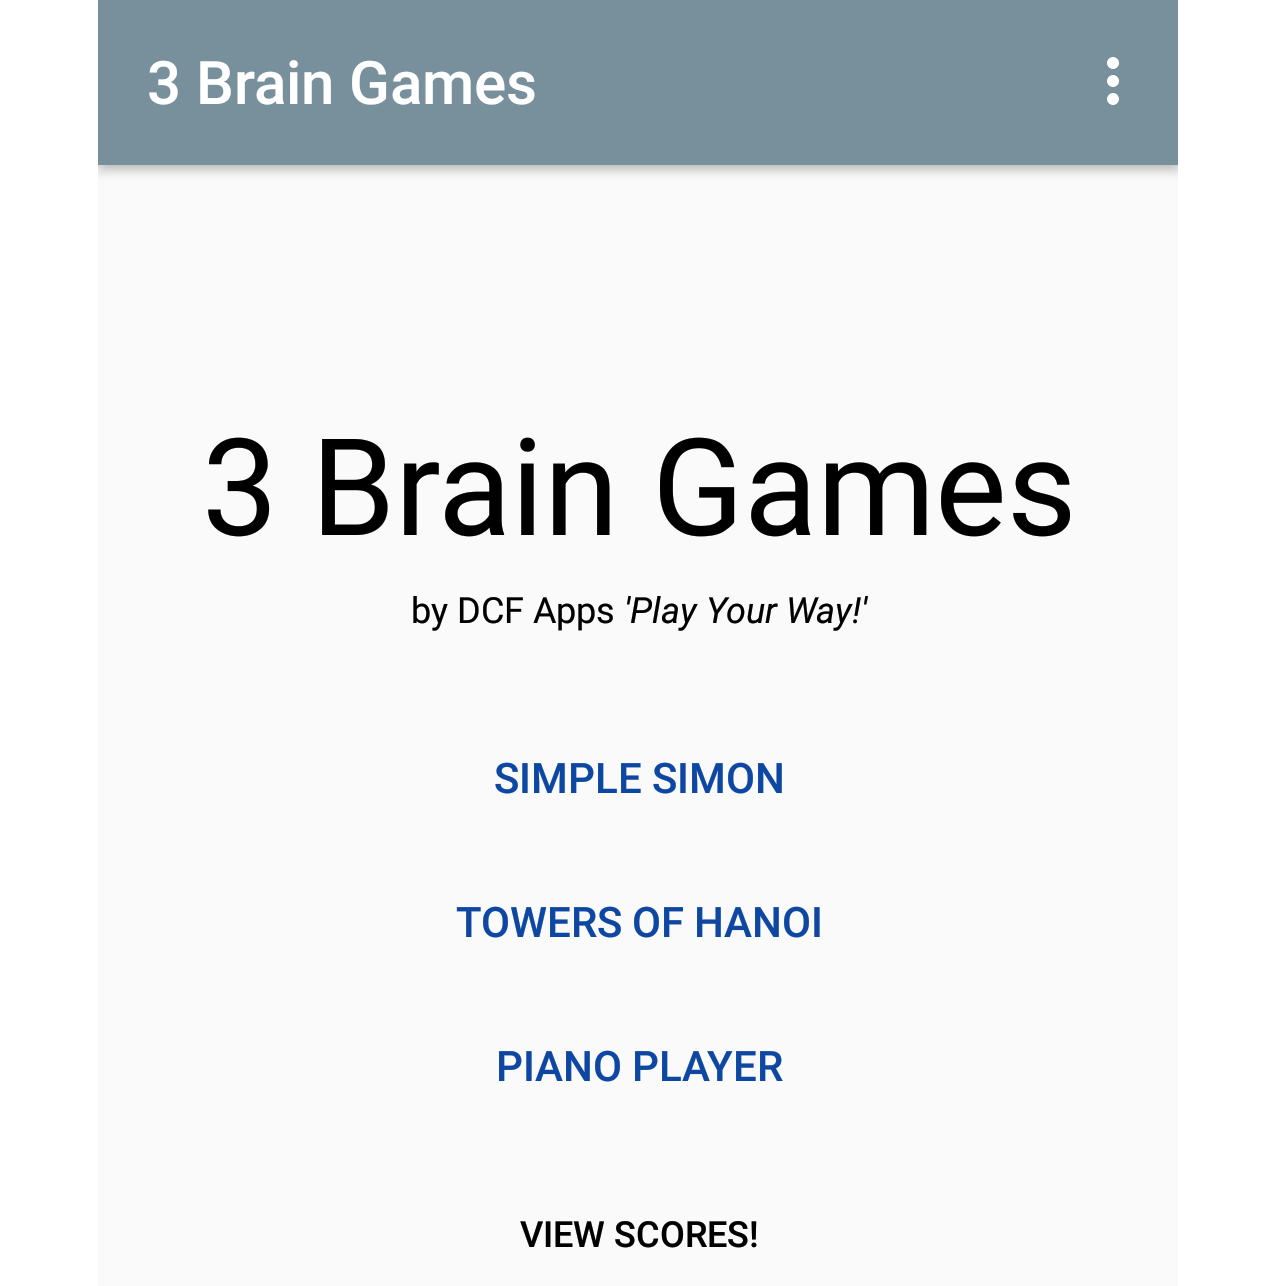 3 Brain Games
3 Brain Games
by DCF Apps 'Play Your Way!'
SIMPLE SIMON
TOWERS OF HANOI
PIANO PLAYER
VIEW SCORES!